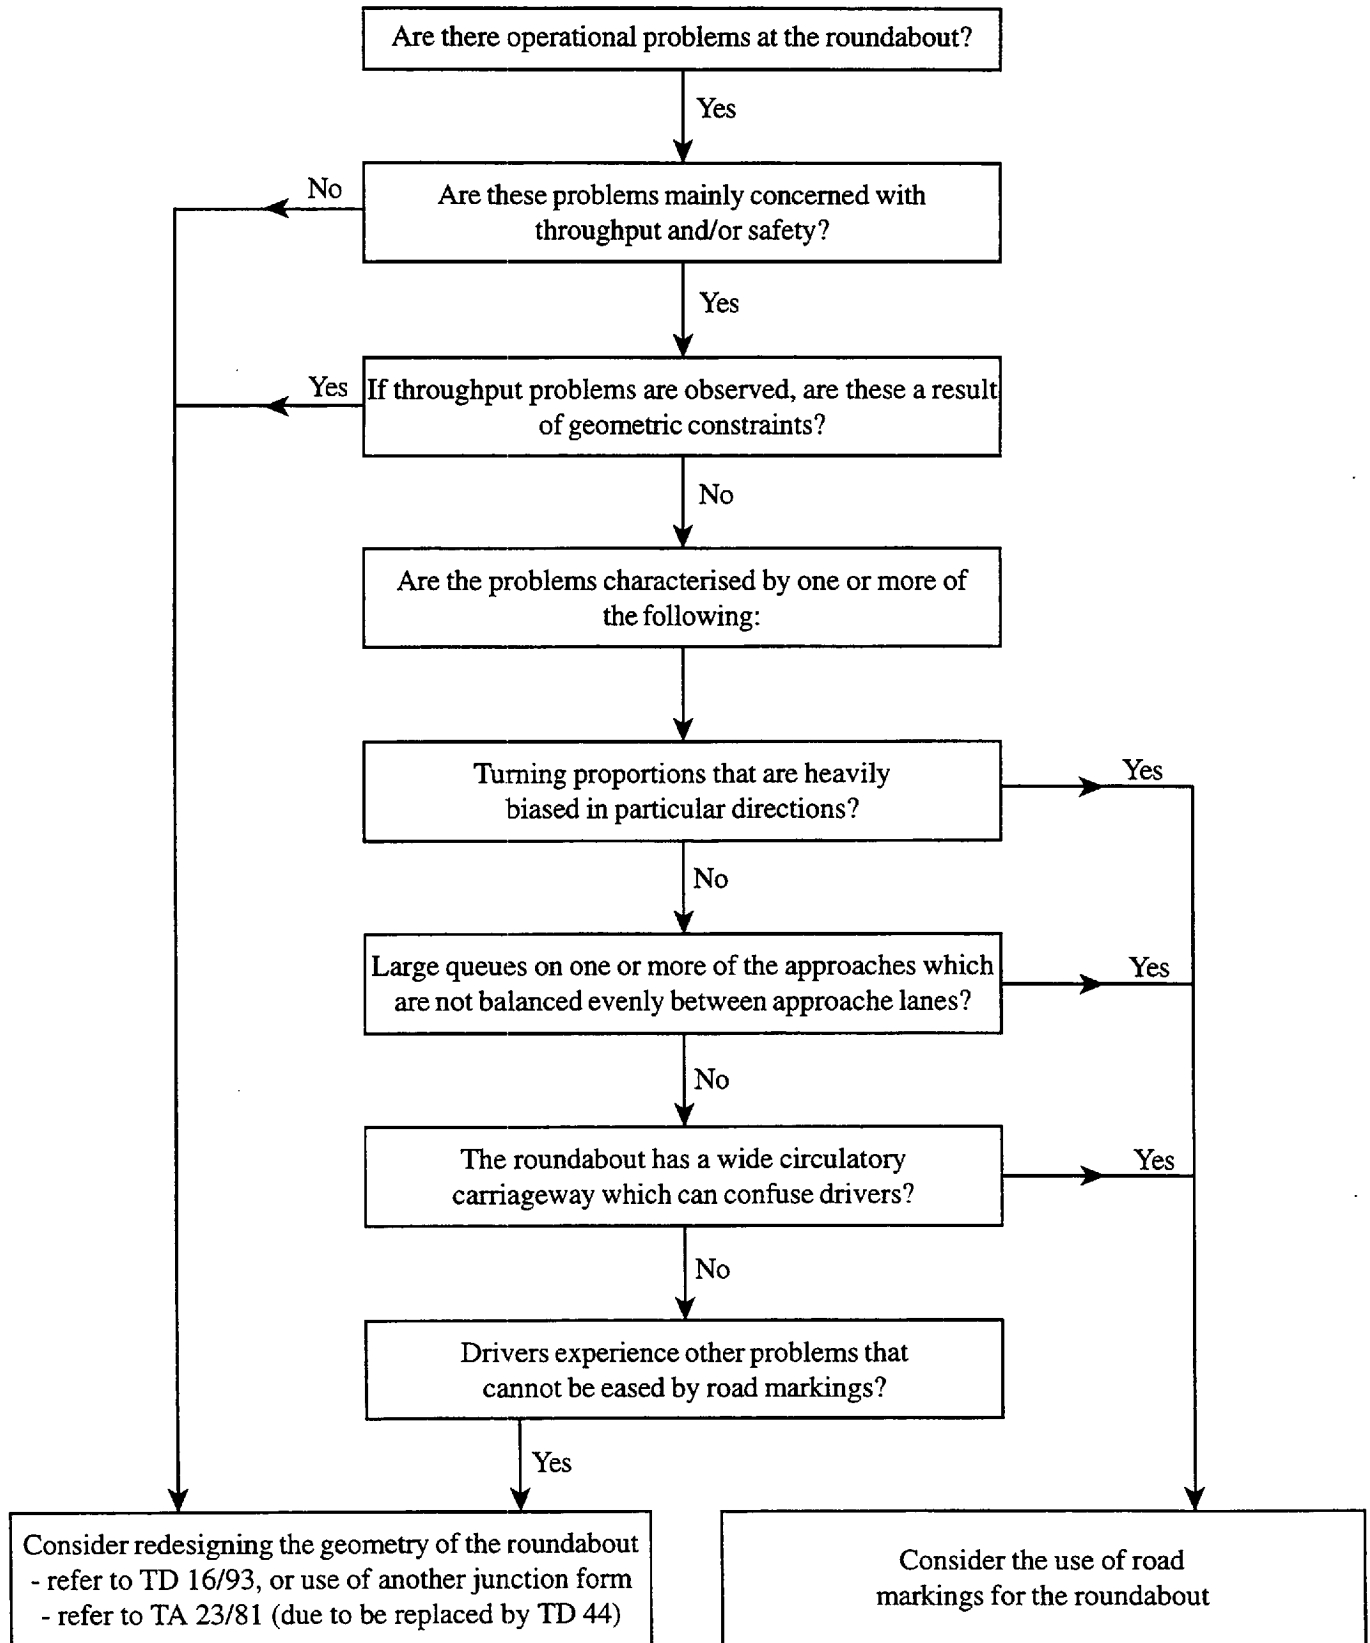 Are there operational problems at the roundabout?
Yes
No
Are these problems mainly concerned with
throughput and/or safety?
Yes
Yes
If throughput problems are observed, are these a result
of geometric constraints?
No
Are the problems characterised by one or more of
the following:
Turning proportions that are heavily
biased in particular directions?
Yes
No
Large queues on one or more of the approaches which
are not balanced evenly between approache lanes?
Yes
No
The roundabout has a wide circulatory
carriageway which can confuse drivers?
Yes
No
Drivers experience other problems that
cannot be eased by road markings?
Yes
Consider redesigning the geometry of the roundabout
- refer to TD 16/93, or use of another junction form
- refer to TA 23/81 (due to be replaced by TD 44)
Consider the use of road
markings for the roundabout